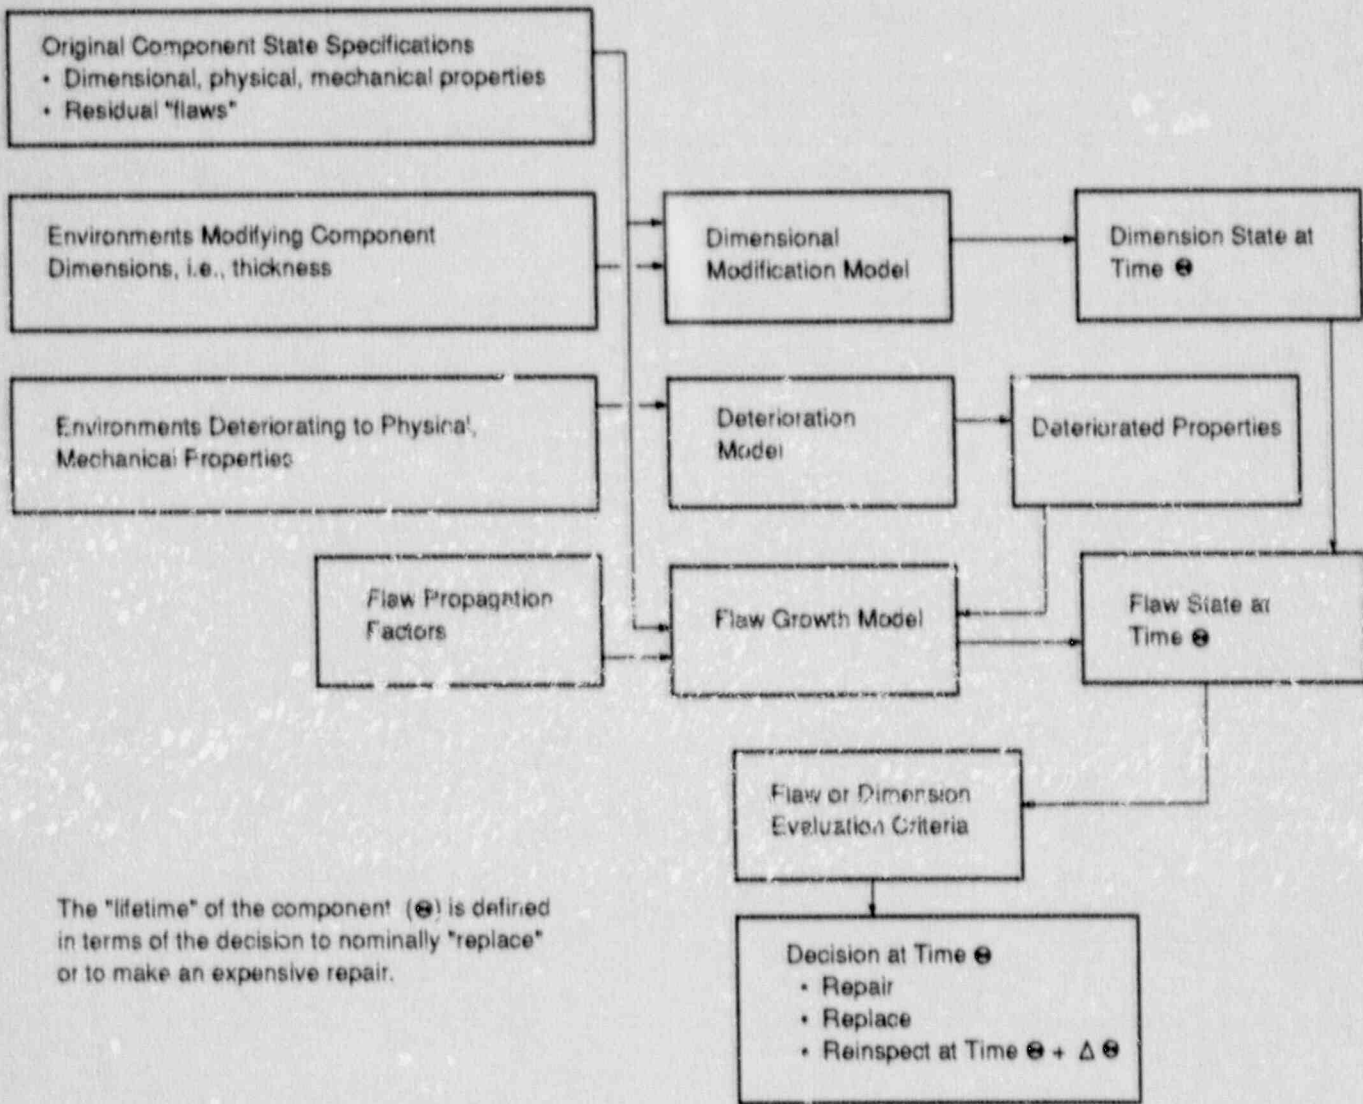 Original Component State Specifications
• Dimensional, physical, mechanical properties
• Residual "flaws"
Environments Modifying Component
Dimensions, i.e., thickness
Dimensional
Modification Model
Dimension State at
Time Θ
Environments Deteriorating to Physical,
Mechanical Properties
Deterioration
Model
Deteriorated Properties
Flaw Propagation
Factors
Flaw Growth Model
Flaw State at
Time Θ
Flaw or Dimension
Evaluation Criteria
The "lifetime" of the component (Θ) is defined
in terms of the decision to nominally "replace"
or to make an expensive repair.
Decision at Time Θ
• Repair
• Replace
• Reinspect at Time Θ + Δ Θ